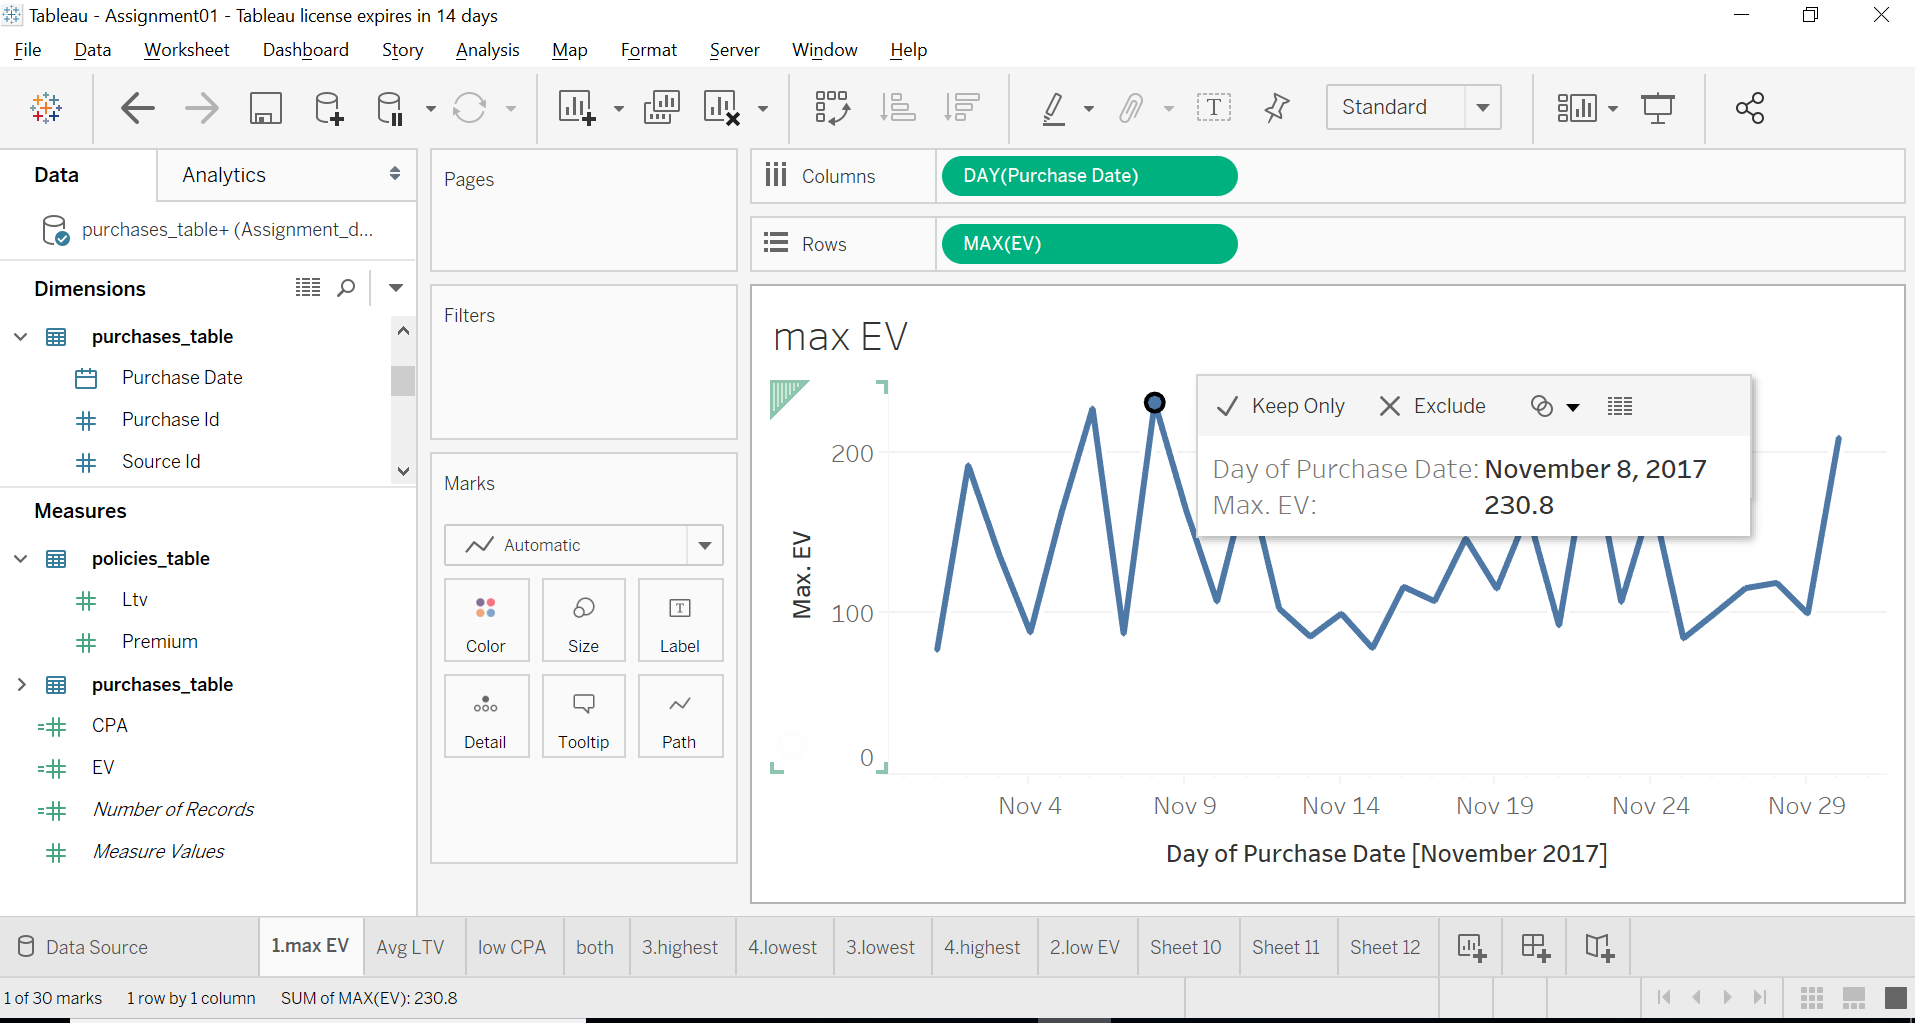 Tableau - Assignment01 - Tableau license expires in 14 days
File Data Worksheet Dashboard Story Analysis Map Format Server Window Help
Standard
Data Analytics
purchases_table+ (Assignment_d...
Dimensions
purchases_table
Purchase Date
Purchase Id
Source Id
Measures
policies_table
Ltv
Premium
purchases_table
CPA
EV
Number of Records
Measure Values
Pages
Filters
Marks
Automatic
Color Size Label
Detail Tooltip Path
Columns DAY(Purchase Date)
Rows MAX(EV)
max EV
Keep Only Exclude
Day of Purchase Date: November 8, 2017
Max. EV: 230.8
Max. EV
200
100
0
Nov 4 Nov 9 Nov 14 Nov 19 Nov 24 Nov 29
Day of Purchase Date [November 2017]
Data Source 1.max EV Avg LTV low CPA both 3.highest 4.lowest 3.lowest 4.highest 2.low EV Sheet 10 Sheet 11 Sheet 12
1 of 30 marks 1 row by 1 column SUM of MAX(EV): 230.8